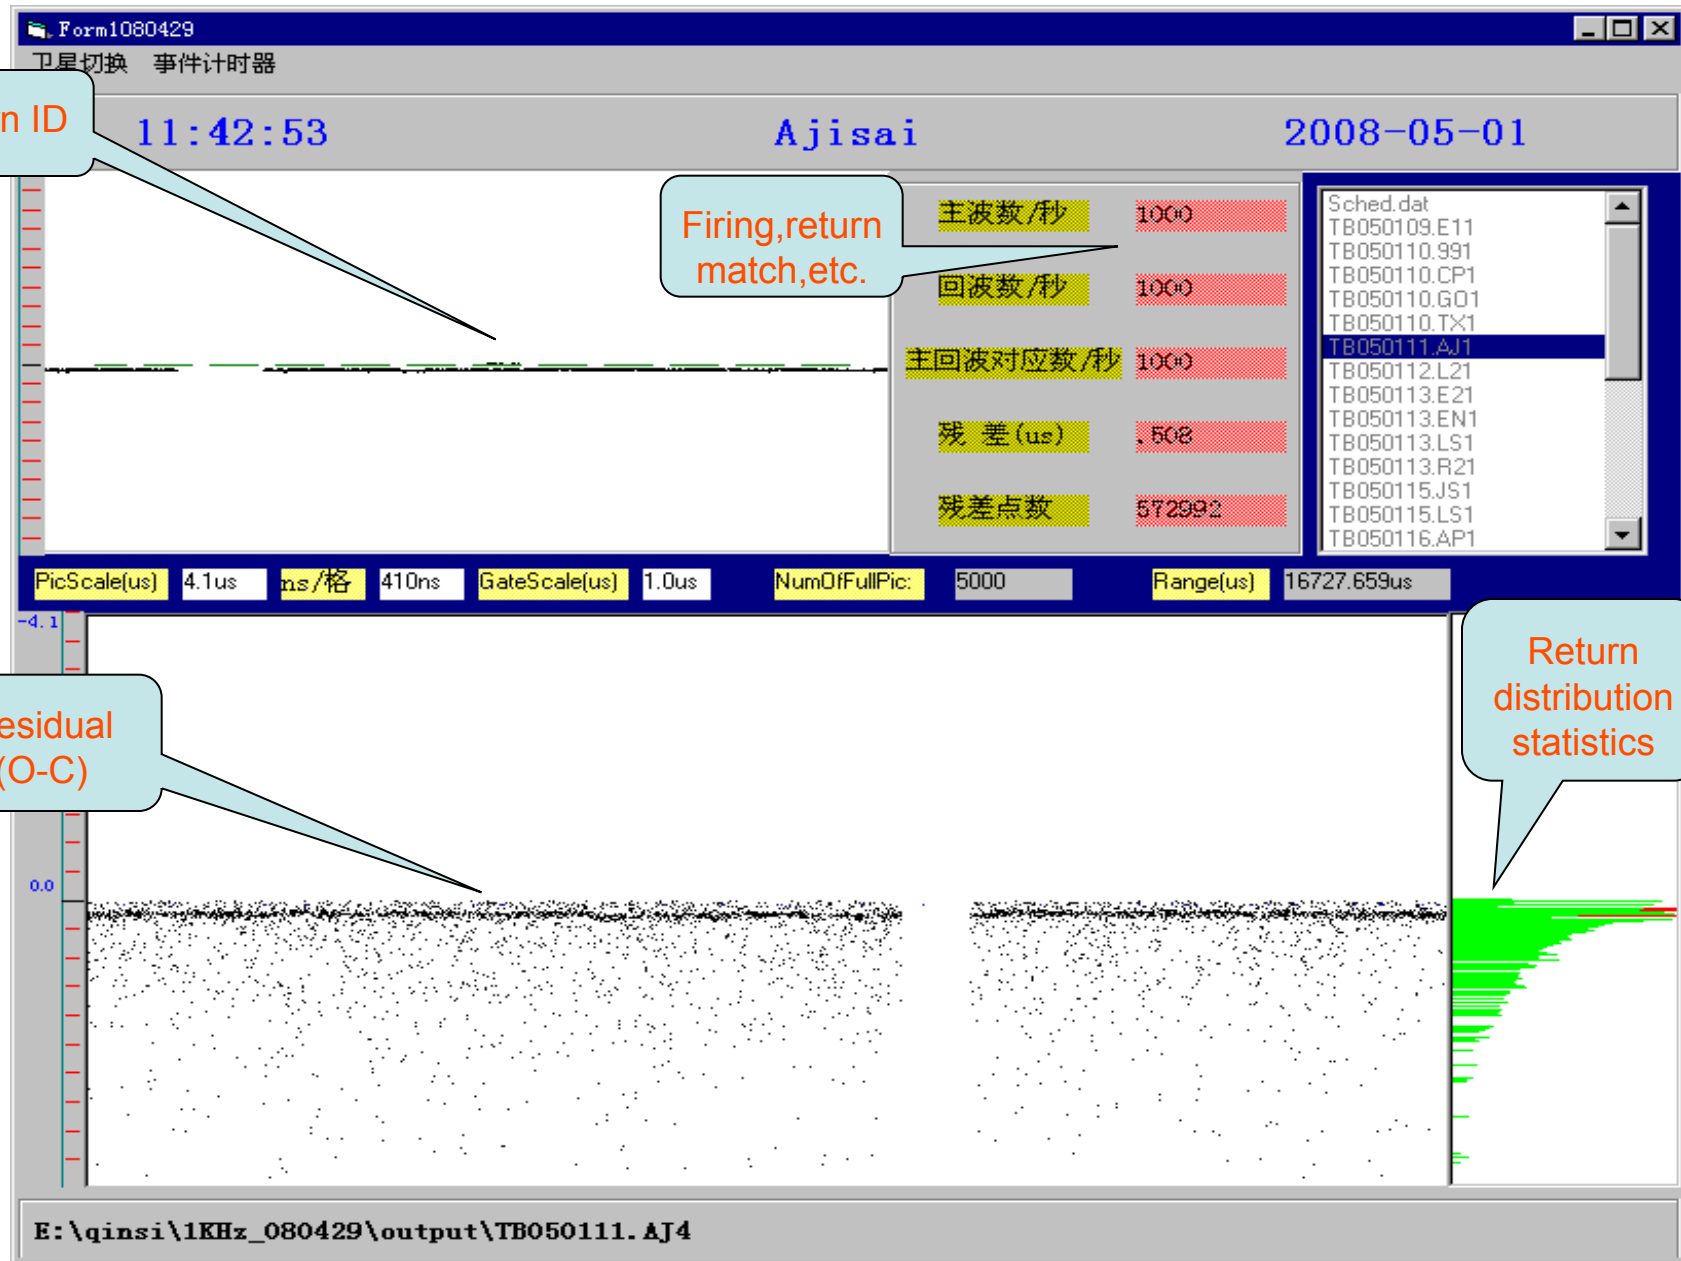 Form1080429
卫星切换 事件计时器
n ID
11:42:53 Ajisai 2008-05-01
Firing,return
match,etc.
主波数/秒 1000
回波数/秒 1000
主回波对应数/秒 1000
残 差(us) .508
残差点数 572992
Sched.dat
TB050109.E11
TB050110.991
TB050110.CP1
TB050110.GO1
TB050110.TX1
TB050111.AJ1
TB050112.L21
TB050113.E21
TB050113.EN1
TB050113.LS1
TB050113.R21
TB050115.JS1
TB050115.LS1
TB050116.AP1
PicScale(us) 4.1us ns/格 410ns GateScale(us) 1.0us NumOfFullPic: 5000 Range(us) 16727.659us
-4.1
esidual
(O-C)
0.0
Return
distribution
statistics
E:\qinsi\1KHz_080429\output\TB050111.AJ4